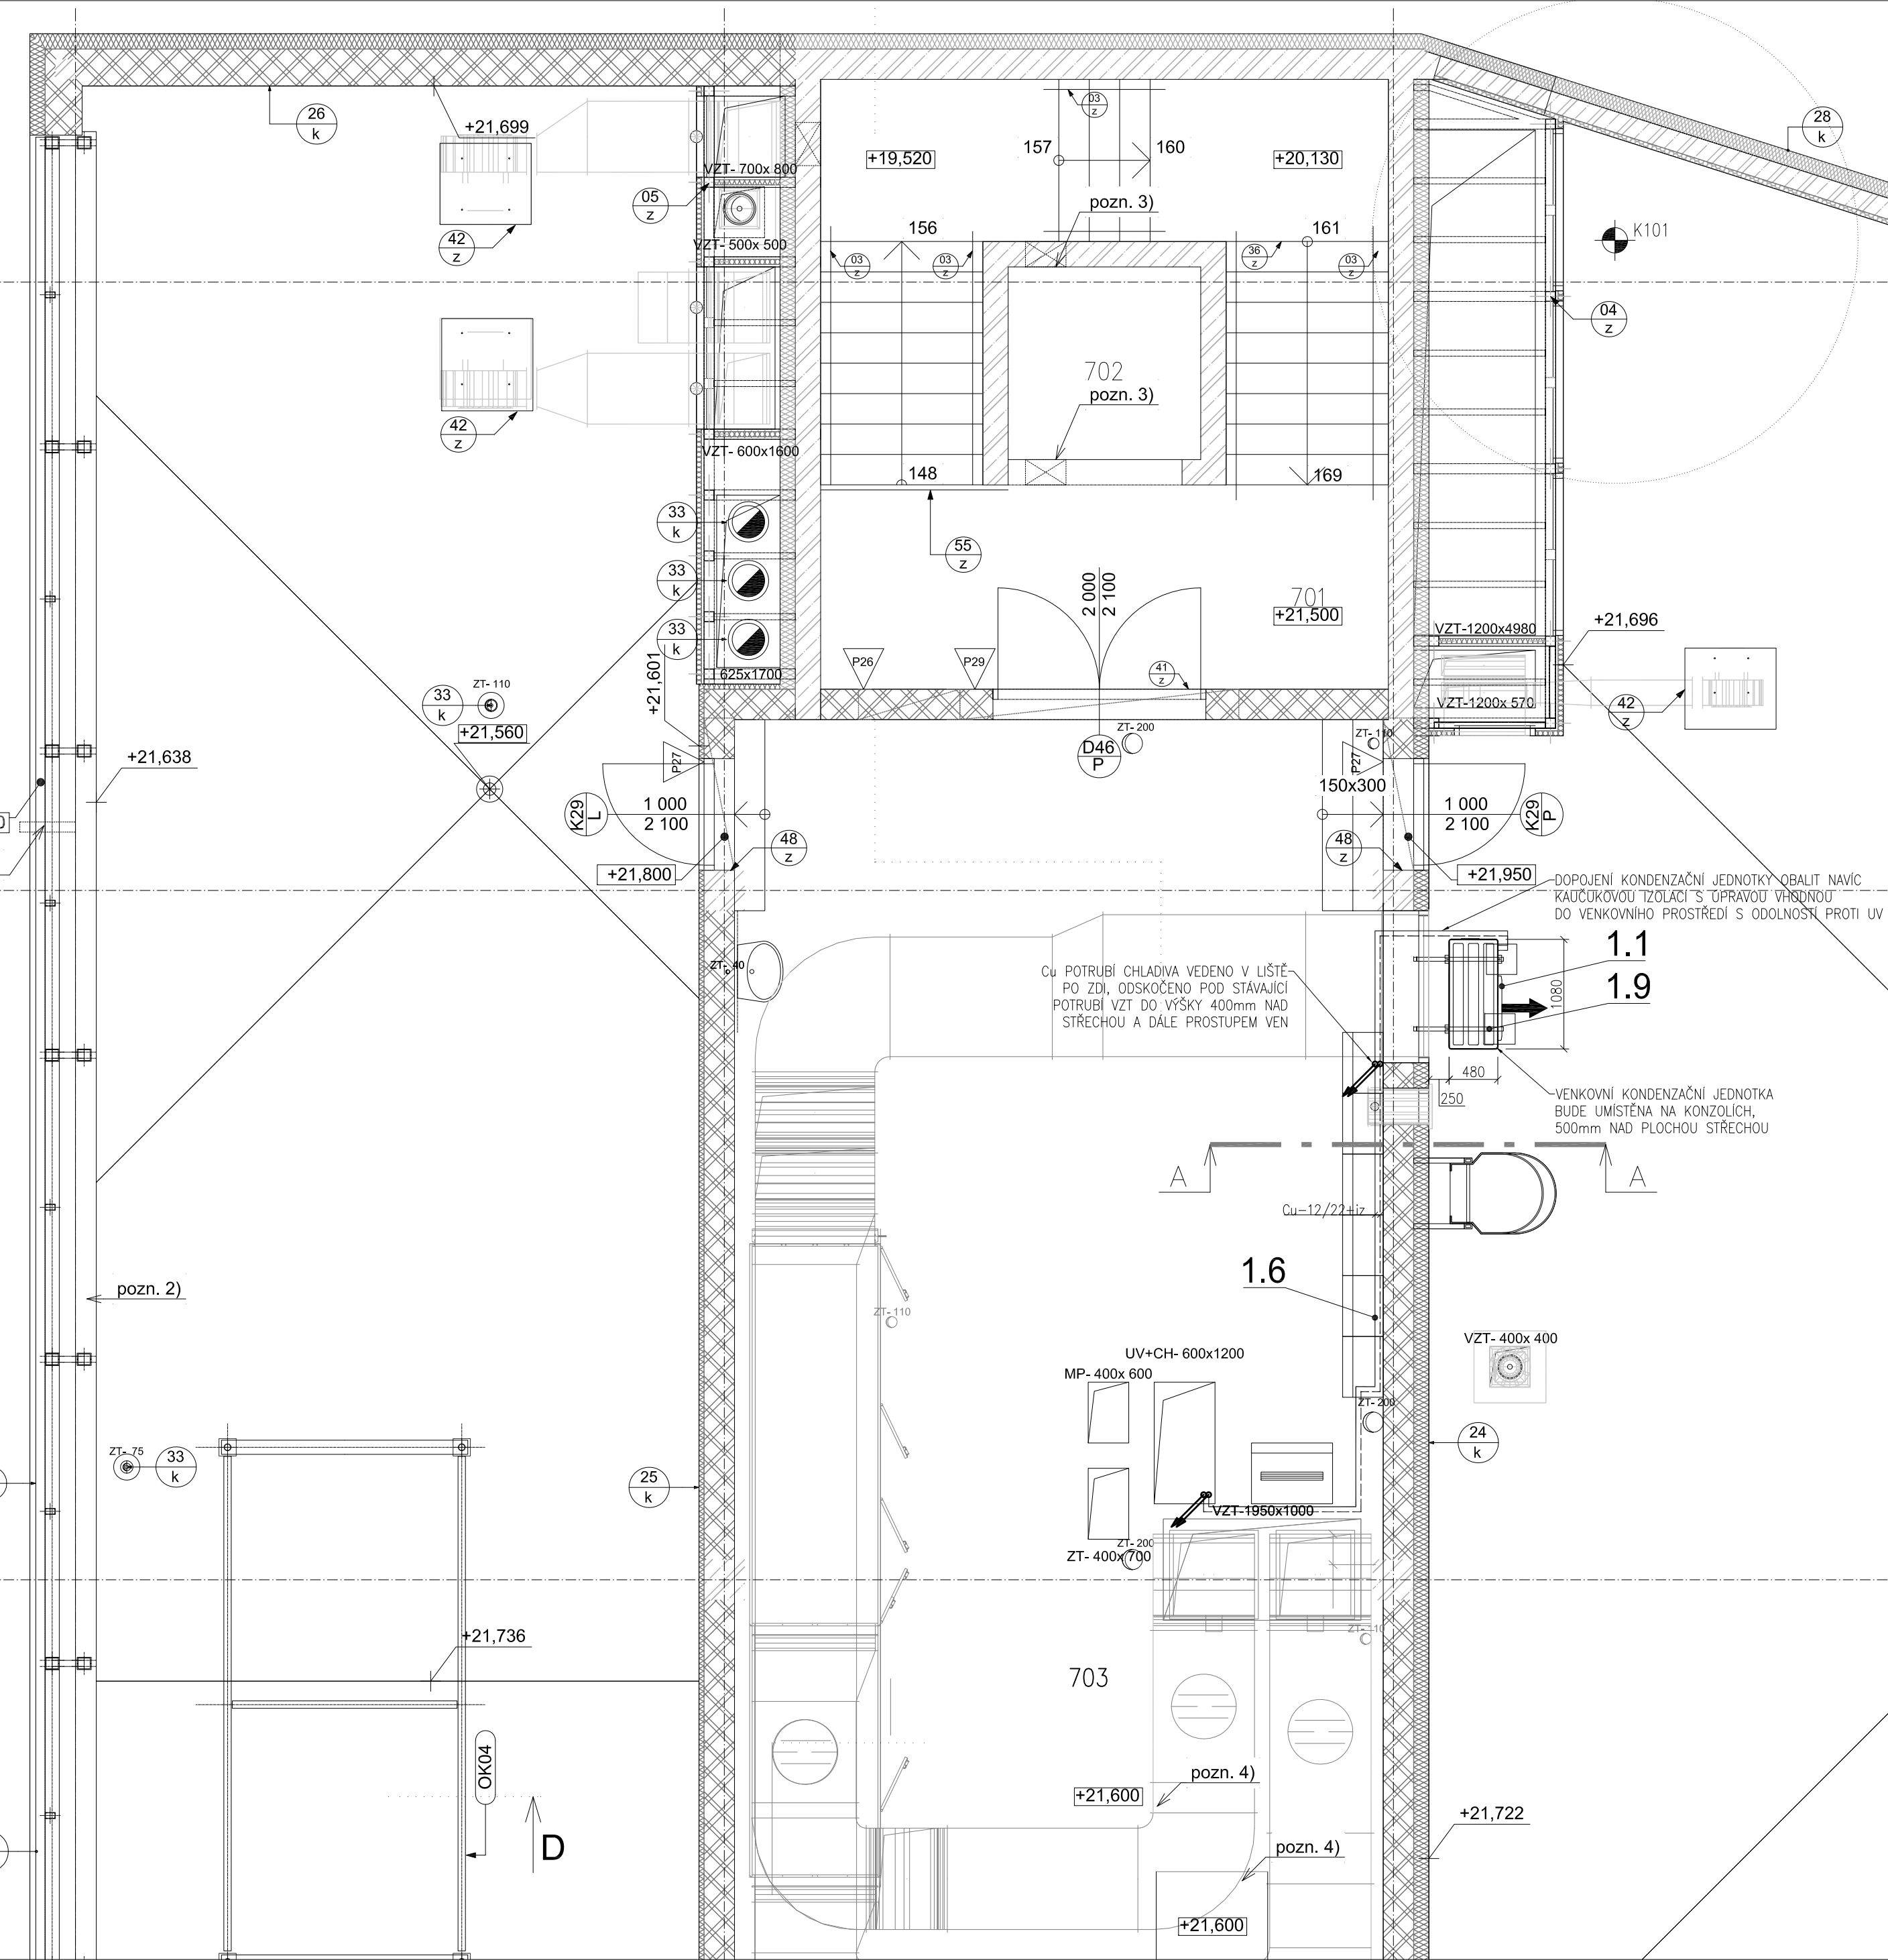 26
k
+21,699
VZT- 700x 800
05
z
42
z
VZT- 500x 500
42
z
VZT- 600x1600
33
k
33
k
33
k
625x1700
+21,601
03
z
157
160
+19,520
+20,130
pozn. 3)
156
161
03
z
03
z
36
z
03
z
702
pozn. 3)
148
169
55
z
2 000
2 100
701
+21,500
P26
P29
41
z
28
k
K101
04
z
VZT-1200x4980
+21,696
VZT-1200x 570
42
z
ZT- 110
33
k
+21,560
+21,638
0
P27
K29
L
1 000
2 100
48
z
+21,800
D46
P
ZT- 200
ZT- 110
P27
150x300
48
z
1 000
2 100
K29
P
+21,950
DOPOJENÍ KONDENZAČNÍ JEDNOTKY OBALIT NAVÍC
KAUČUKOVOU IZOLACÍ S ÚPRAVOU VHODNOU
DO VENKOVNÍHO PROSTŘEDÍ S ODOLNOSTÍ PROTI UV
1.1
1.9
1080
480
250
ZT- 40
Cu POTRUBÍ CHLADIVA VEDENO V LIŠTĚ
PO ZDI, ODSKOČENO POD STÁVAJÍCÍ
POTRUBÍ VZT DO VÝŠKY 400mm NAD
STŘECHOU A DÁLE PROSTUPEM VEN
VENKOVNÍ KONDENZAČNÍ JEDNOTKA
BUDE UMÍSTĚNA NA KONZOLÍCH,
500mm NAD PLOCHOU STŘECHOU
A
A
Cu-12/22+iz
1.6
pozn. 2)
ZT- 110
UV+CH- 600x1200
MP- 400x 600
VZT- 400x 400
ZT- 200
24
k
ZT- 75
33
k
25
k
VZT-1950x1000
ZT- 200
ZT- 400x 700
ZT- 110
+21,736
703
OK04
D
pozn. 4)
+21,600
+21,722
pozn. 4)
+21,600